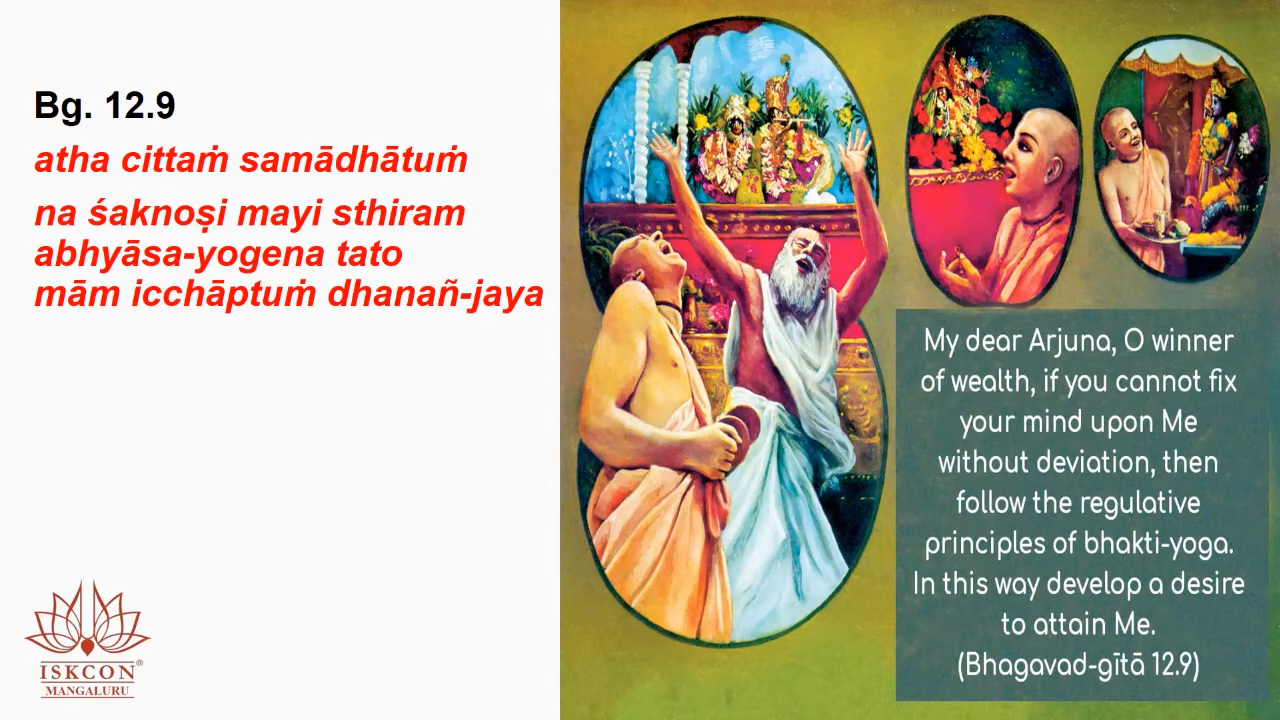 Bg. 12.9
atha cittaṁ samādhātuṁ
na śaknoṣi mayi sthiram
abhyāsa-yogena tato
mām icchāptuṁ dhanañ-jaya
My dear Arjuna, O winner
of wealth, if you cannot fix
your mind upon Me
without deviation, then
follow the regulative
principles of bhakti-yoga.
In this way develop a desire
to attain Me.
(Bhagavad-gītā 12.9)
ISKCON®
MANGALURU